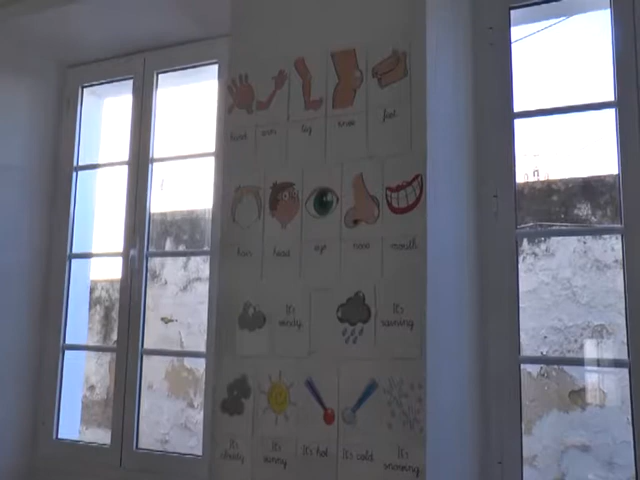 hand arm leg knee foot
hair head eye nose mouth
It's windy It's raining
It's cloudy It's sunny It's hot It's cold It's snowing